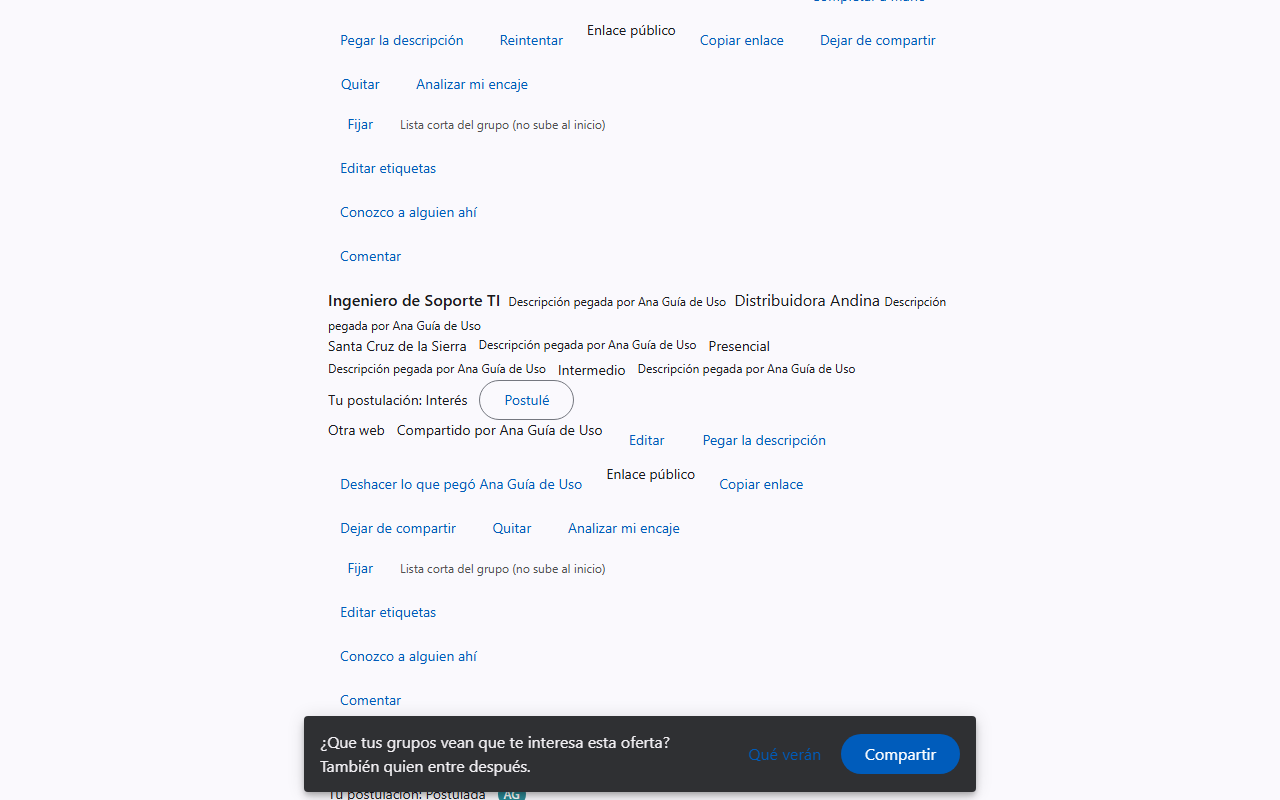 Pegar la descripción Reintentar Enlace público Copiar enlace Dejar de compartir
Quitar Analizar mi encaje
Fijar Lista corta del grupo (no sube al inicio)
Editar etiquetas
Conozco a alguien ahí
Comentar
Ingeniero de Soporte TI Descripción pegada por Ana Guía de Uso Distribuidora Andina Descripción
pegada por Ana Guía de Uso
Santa Cruz de la Sierra Descripción pegada por Ana Guía de Uso Presencial
Descripción pegada por Ana Guía de Uso Intermedio Descripción pegada por Ana Guía de Uso
Tu postulación: Interés Postulé
Otra web Compartido por Ana Guía de Uso Editar Pegar la descripción
Deshacer lo que pegó Ana Guía de Uso Enlace público Copiar enlace
Dejar de compartir Quitar Analizar mi encaje
Fijar Lista corta del grupo (no sube al inicio)
Editar etiquetas
Conozco a alguien ahí
Comentar
¿Que tus grupos vean que te interesa esta oferta?
También quien entre después.
Qué verán Compartir
Tu postulación: Postulada AG